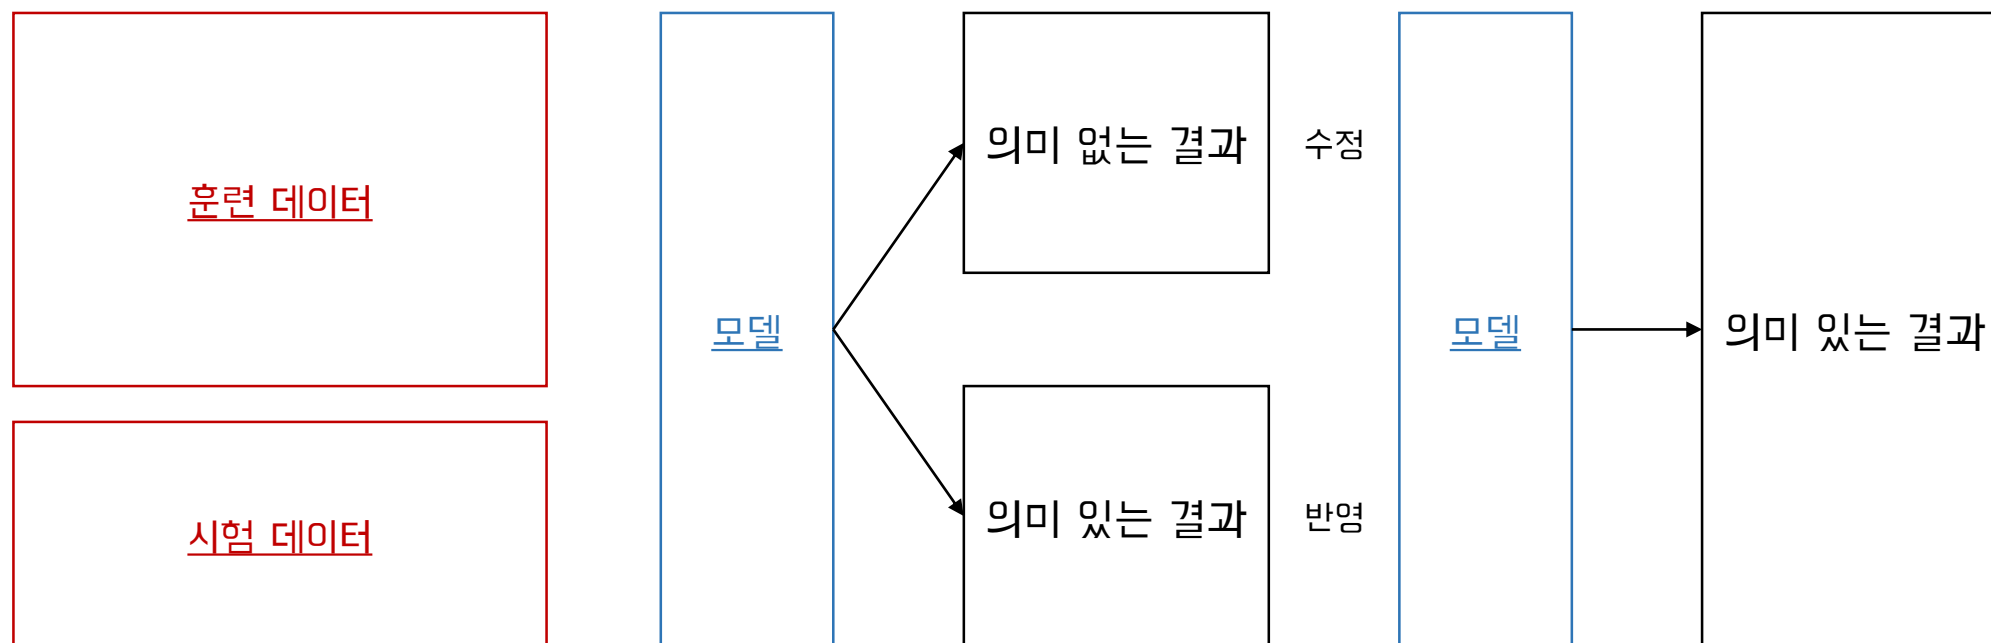 훈련 데이터
시험 데이터
모델
의미 없는 결과
수정
의미 있는 결과
반영
모델
의미 있는 결과